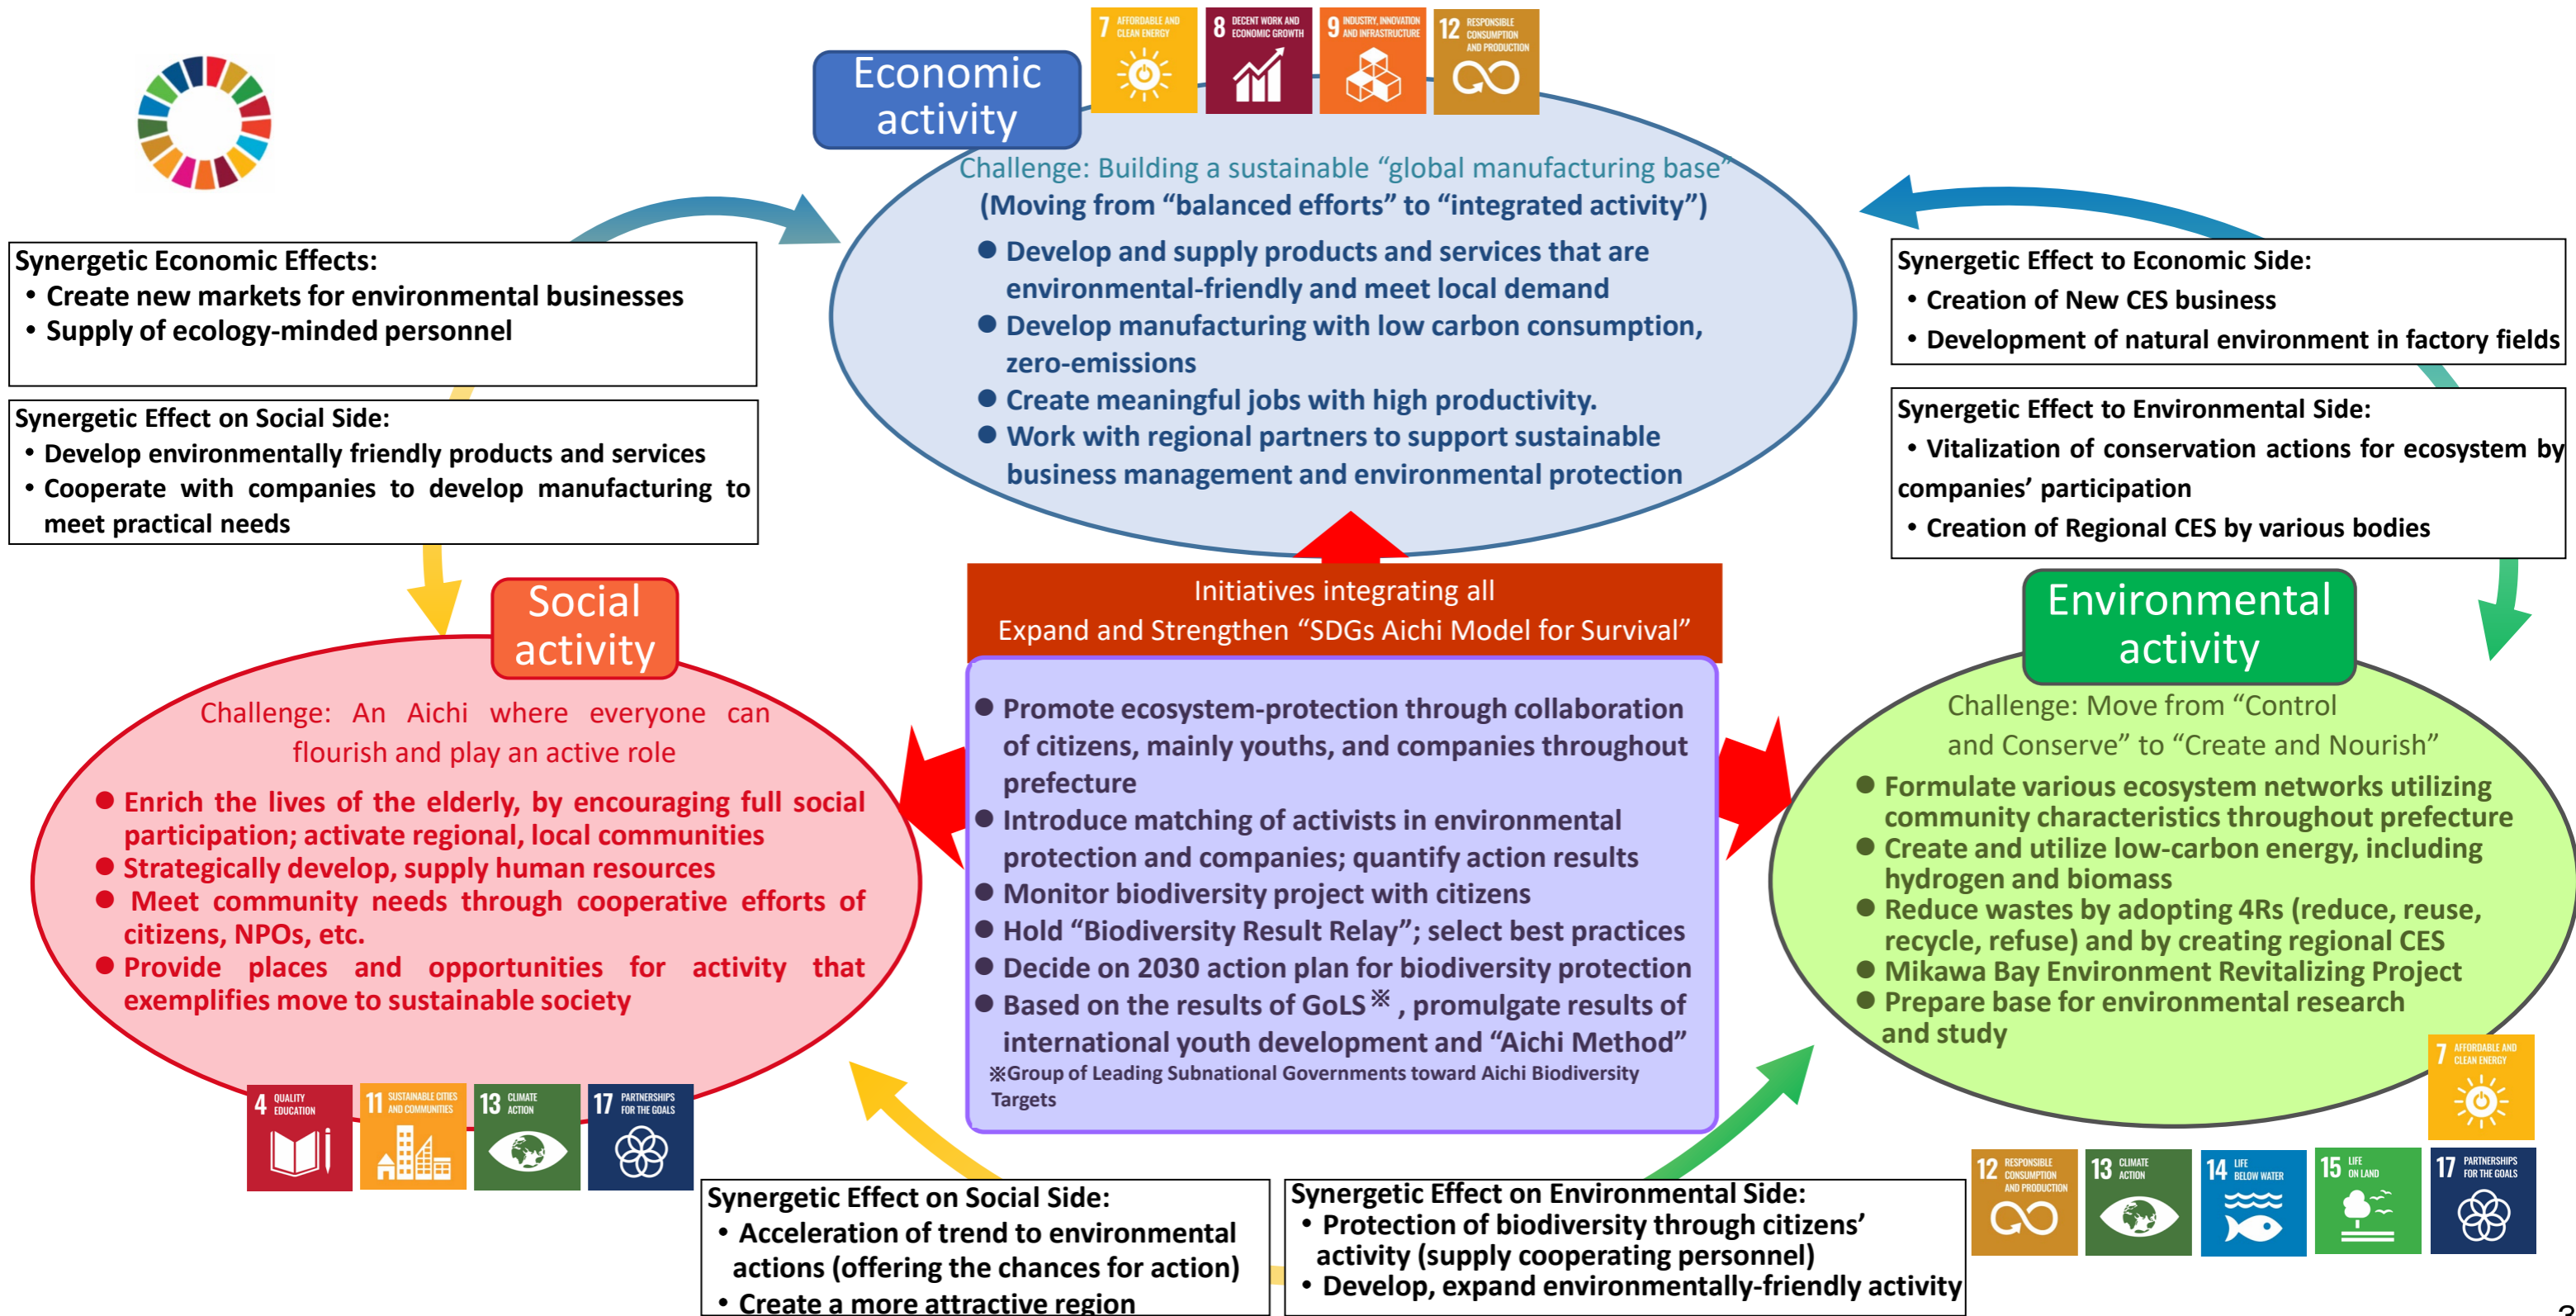 7 AFFORDABLE AND
CLEAN ENERGY
8 DECENT WORK AND
ECONOMIC GROWTH
9 INDUSTRY, INNOVATION
AND INFRASTRUCTURE
12 RESPONSIBLE
CONSUMPTION
AND PRODUCTION
Economic
activity
Challenge: Building a sustainable “global manufacturing base”
(Moving from “balanced efforts” to “integrated activity”)
● Develop and supply products and services that are
environmental-friendly and meet local demand
● Develop manufacturing with low carbon consumption,
zero-emissions
● Create meaningful jobs with high productivity.
● Work with regional partners to support sustainable
business management and environmental protection
Synergetic Economic Effects:
• Create new markets for environmental businesses
• Supply of ecology-minded personnel
Synergetic Effect on Social Side:
• Develop environmentally friendly products and services
• Cooperate with companies to develop manufacturing to
meet practical needs
Synergetic Effect to Economic Side:
• Creation of New CES business
• Development of natural environment in factory fields
Synergetic Effect to Environmental Side:
• Vitalization of conservation actions for ecosystem by
companies’ participation
• Creation of Regional CES by various bodies
Social
activity
Challenge: An Aichi where everyone can
flourish and play an active role
● Enrich the lives of the elderly, by encouraging full social
participation; activate regional, local communities
● Strategically develop, supply human resources
● Meet community needs through cooperative efforts of
citizens, NPOs, etc.
● Provide places and opportunities for activity that
exemplifies move to sustainable society
4 QUALITY
EDUCATION
11 SUSTAINABLE CITIES
AND COMMUNITIES
13 CLIMATE
ACTION
17 PARTNERSHIPS
FOR THE GOALS
Initiatives integrating all
Expand and Strengthen “SDGs Aichi Model for Survival”
● Promote ecosystem-protection through collaboration
of citizens, mainly youths, and companies throughout
prefecture
● Introduce matching of activists in environmental
protection and companies; quantify action results
● Monitor biodiversity project with citizens
● Hold “Biodiversity Result Relay”; select best practices
● Decide on 2030 action plan for biodiversity protection
● Based on the results of GoLS※ , promulgate results of
international youth development and “Aichi Method”
※Group of Leading Subnational Governments toward Aichi Biodiversity
Targets
Environmental
activity
Challenge: Move from “Control
and Conserve” to “Create and Nourish”
● Formulate various ecosystem networks utilizing
community characteristics throughout prefecture
● Create and utilize low-carbon energy, including
hydrogen and biomass
● Reduce wastes by adopting 4Rs (reduce, reuse,
recycle, refuse) and by creating regional CES
● Mikawa Bay Environment Revitalizing Project
● Prepare base for environmental research
and study
7 AFFORDABLE AND
CLEAN ENERGY
12 RESPONSIBLE
CONSUMPTION
AND PRODUCTION
13 CLIMATE
ACTION
14 LIFE
BELOW WATER
15 LIFE
ON LAND
17 PARTNERSHIPS
FOR THE GOALS
Synergetic Effect on Social Side:
• Acceleration of trend to environmental
actions (offering the chances for action)
• Create a more attractive region
Synergetic Effect on Environmental Side:
• Protection of biodiversity through citizens’
activity (supply cooperating personnel)
• Develop, expand environmentally-friendly activity
3